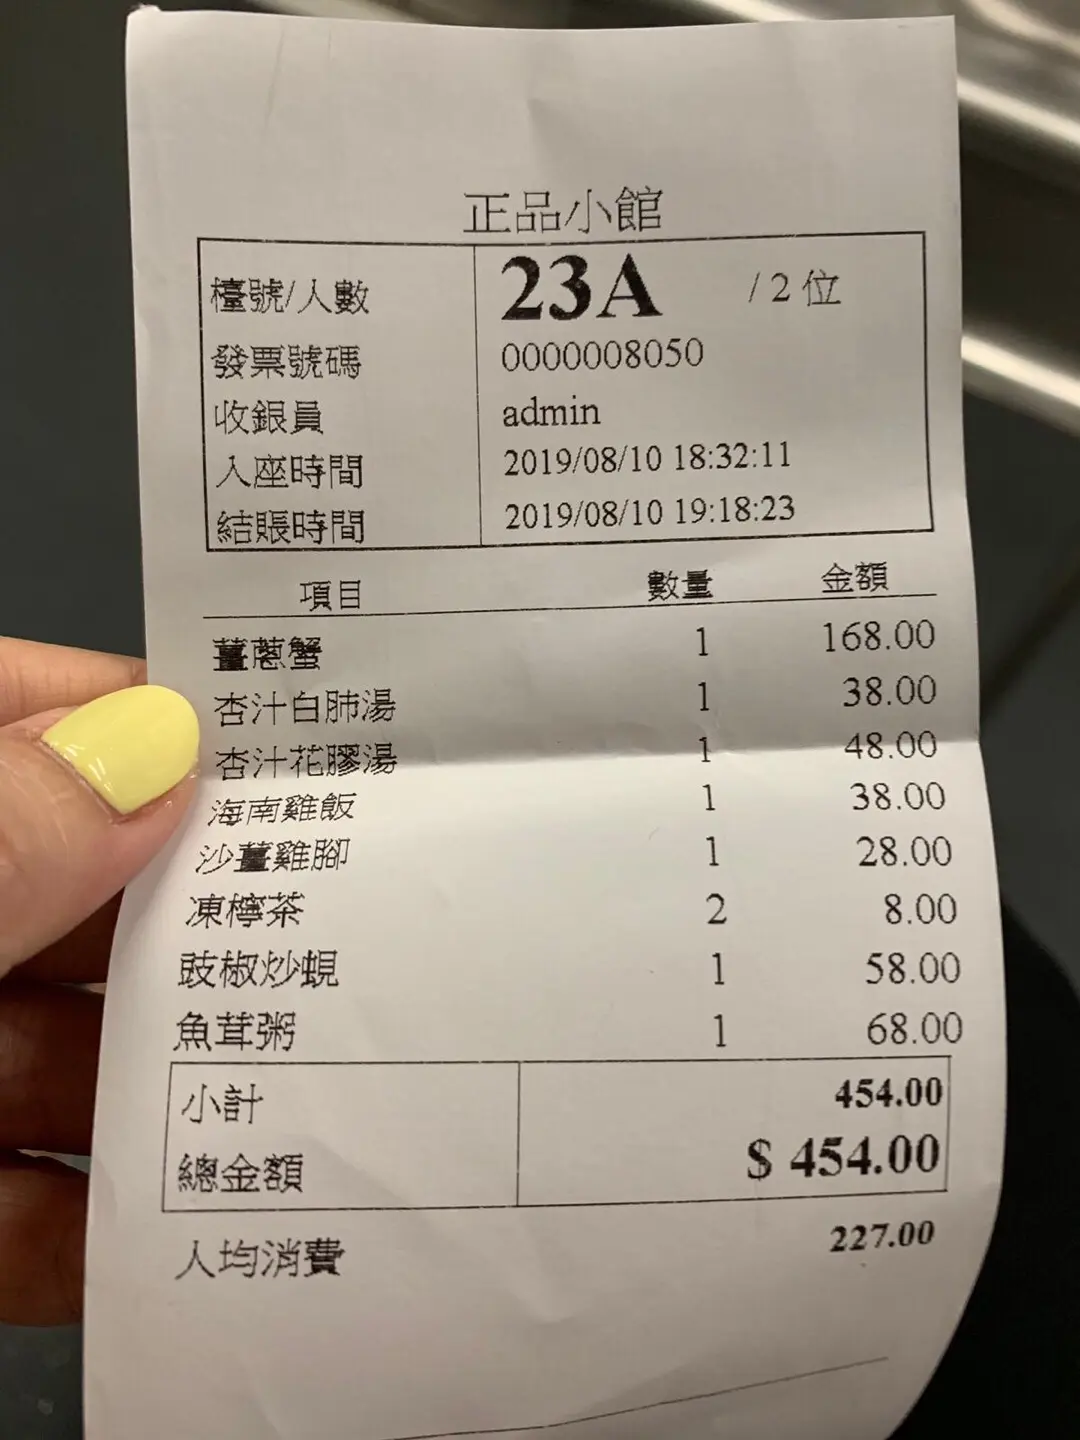 正品小館
檯號/人數 23A /2位
發票號碼 0000008050
收銀員 admin
入座時間 2019/08/10 18:32:11
結賬時間 2019/08/10 19:18:23
項目 數量 金額
薑蔥蟹 1 168.00
杏汁白肺湯 1 38.00
杏汁花膠湯 1 48.00
海南雞飯 1 38.00
沙薑雞腳 1 28.00
凍檸茶 2 8.00
豉椒炒蜆 1 58.00
魚茸粥 1 68.00
小計 454.00
總金額 $ 454.00
人均消費 227.00